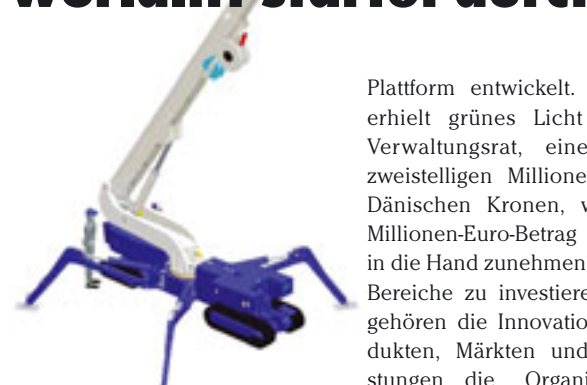 Plattform entwickelt.
erhielt grünes Licht
Verwaltungsrat, eine
zweistelligen Millione
Dänischen Kronen, w
Millionen-Euro-Betrag
in die Hand zunehmen
Bereiche zu investiere
gehören die Innovatio
dukten, Märkten und
stungen die Organi